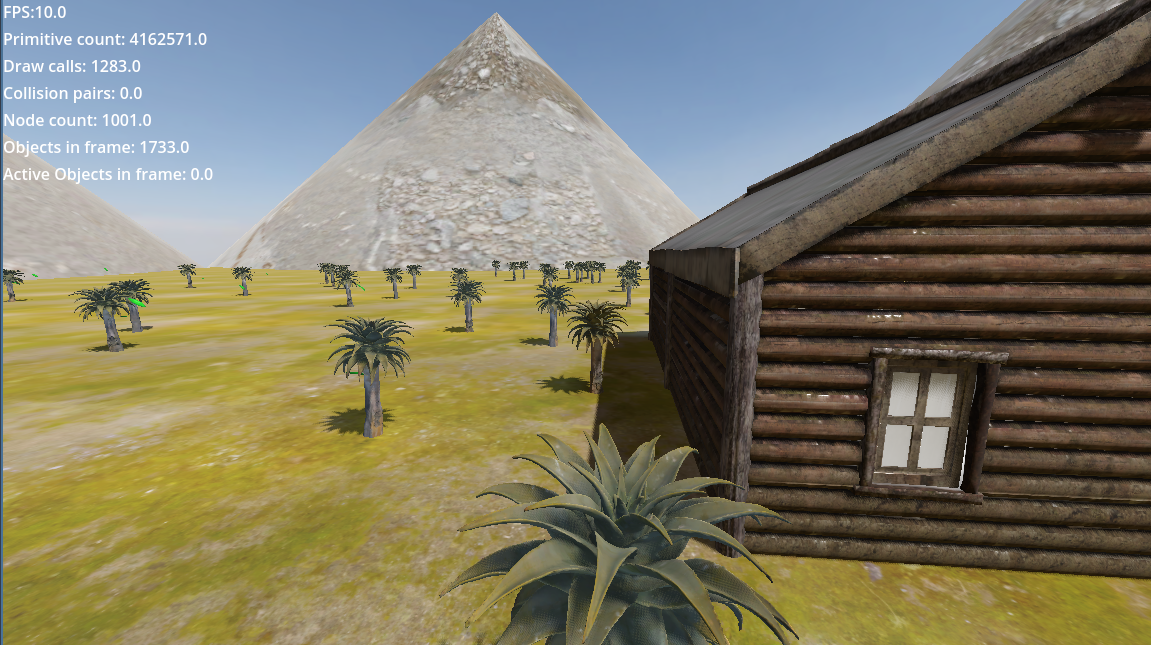 FPS:10.0
Primitive count: 4162571.0
Draw calls: 1283.0
Collision pairs: 0.0
Node count: 1001.0
Objects in frame: 1733.0
Active Objects in frame: 0.0